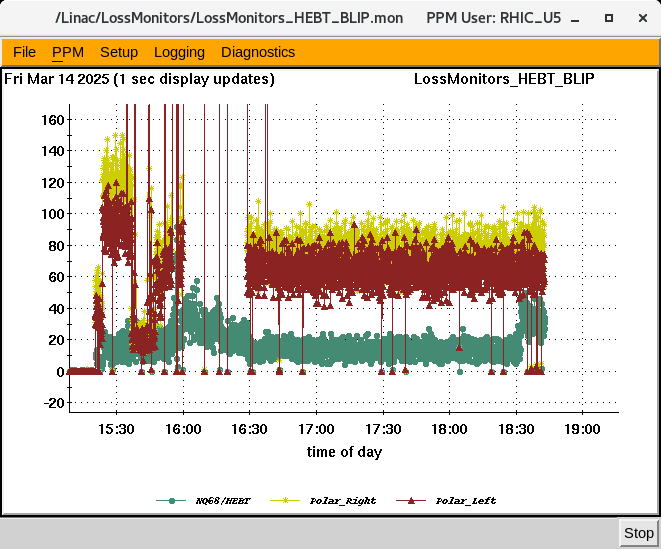 /Linac/LossMonitors/LossMonitors_HEBT_BLIP.mon PPM User: RHIC_U5
File PPM Setup Logging Diagnostics
Fri Mar 14 2025 (1 sec display updates) LossMonitors_HEBT_BLIP
160
140
120
100
80
60
40
20
0
-20
15:30 16:00 16:30 17:00 17:30 18:00 18:30 19:00
time of day
NQ68/HEBT Polar_Right Polar_Left
Stop